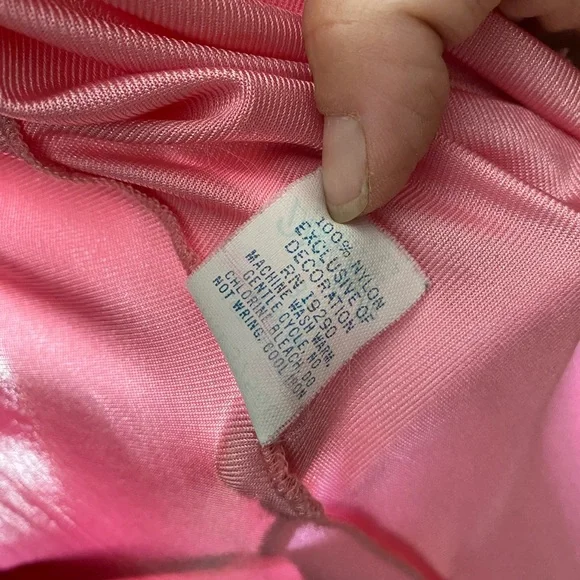 100% NYLON
EXCLUSIVE OF
DECORATION
RN 19290
MACHINE WASH WARM,
GENTLE CYCLE, NO
CHLORINE BLEACH, DO
NOT WRING, COOL IRON